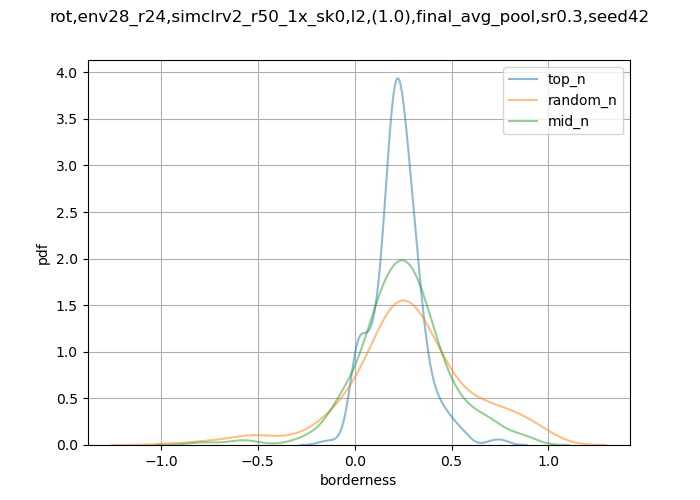 rot,env28_r24,simclrv2_r50_1x_sk0,l2,(1.0),final_avg_pool,sr0.3,seed42
top_n
random_n
mid_n
4.0
3.5
3.0
2.5
2.0
1.5
1.0
0.5
0.0
pdf
−1.0
−0.5
0.0
0.5
1.0
borderness